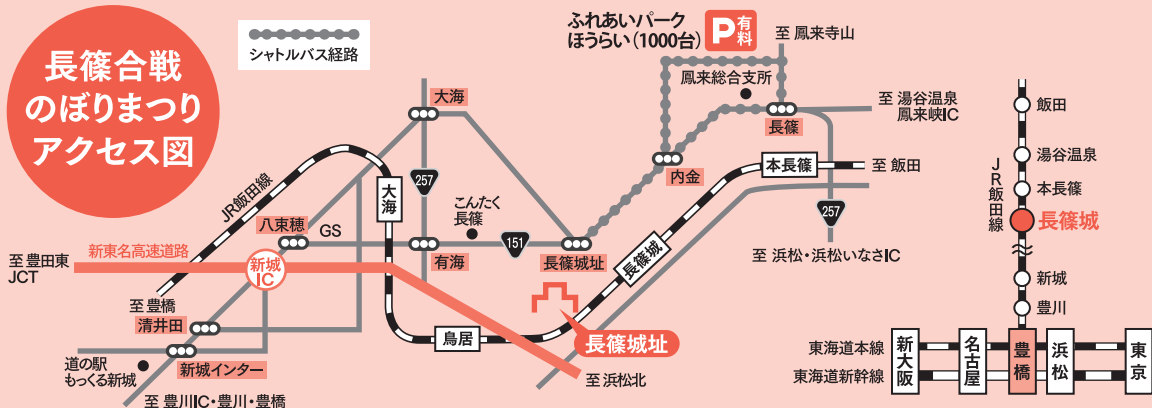 長篠合戦
のぼりまつり
アクセス図
シャトルバス経路
ふれあいパーク
ほうらい(1000台)
P有料
至 鳳来寺山
鳳来総合支所
長篠
至 湯谷温泉
鳳来峡IC
大海
内金
本長篠
至 飯田
JR飯田線
大海
257
こんたく
長篠
八束穂
GS
有海
151
長篠城址
長篠城
257
至 浜松・浜松いなさIC
至 豊田東
JCT
新東名高速道路
新城
IC
至 豊橋
清井田
鳥居
長篠城址
道の駅
もっくる新城
新城インター
至 浜松北
至 豊川IC・豊川・豊橋
JR飯田線
飯田
湯谷温泉
本長篠
長篠城
新城
豊川
東海道本線
東海道新幹線
新大阪
名古屋
豊橋
浜松
東京